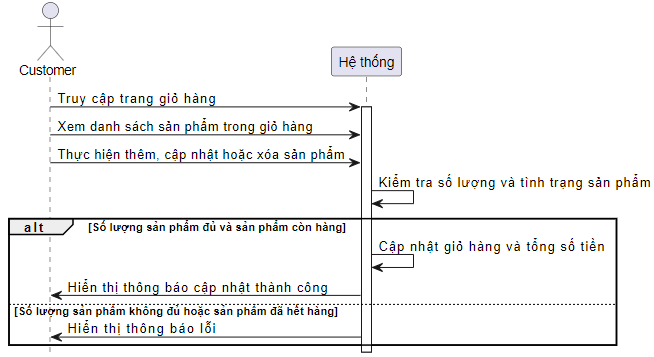 Customer
Hệ thống
Truy cập trang giỏ hàng
Xem danh sách sản phẩm trong giỏ hàng
Thực hiện thêm, cập nhật hoặc xóa sản phẩm
Kiểm tra số lượng và tình trạng sản phẩm
alt
[Số lượng sản phẩm đủ và sản phẩm còn hàng]
Cập nhật giỏ hàng và tổng số tiền
Hiển thị thông báo cập nhật thành công
[Số lượng sản phẩm không đủ hoặc sản phẩm đã hết hàng]
Hiển thị thông báo lỗi